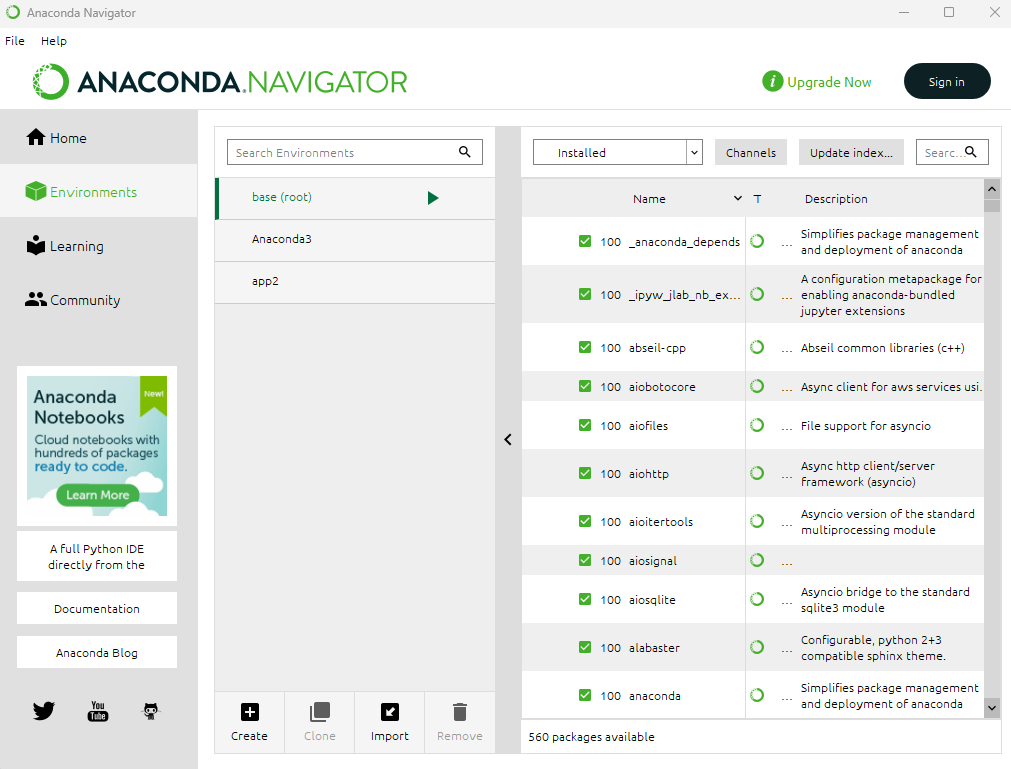 Anaconda Navigator
File Help
ANACONDA.NAVIGATOR
Upgrade Now
Sign in
Home
Environments
Learning
Community
Anaconda
Notebooks
New!
Cloud notebooks with
hundreds of packages
ready to code.
Learn More
A full Python IDE
directly from the
Documentation
Anaconda Blog
You
Tube
Search Environments
base (root)
Anaconda3
app2
Create
Clone
Import
Remove
Installed
Channels
Update index...
Searc...
Name T Description
100 _anaconda_depends ... Simplifies package management
and deployment of anaconda
100 _ipyw_jlab_nb_ex... ... A configuration metapackage for
enabling anaconda-bundled
jupyter extensions
100 abseil-cpp ... Abseil common libraries (c++)
100 aiobotocore ... Async client for aws services usi.
100 aiofiles ... File support for asyncio
100 aiohttp ... Async http client/server
framework (asyncio)
100 aioitertools ... Asyncio version of the standard
multiprocessing module
100 aiosignal ...
100 aiosqlite ... Asyncio bridge to the standard
sqlite3 module
100 alabaster ... Configurable, python 2+3
compatible sphinx theme.
100 anaconda ... Simplifies package management
and deployment of anaconda
560 packages available